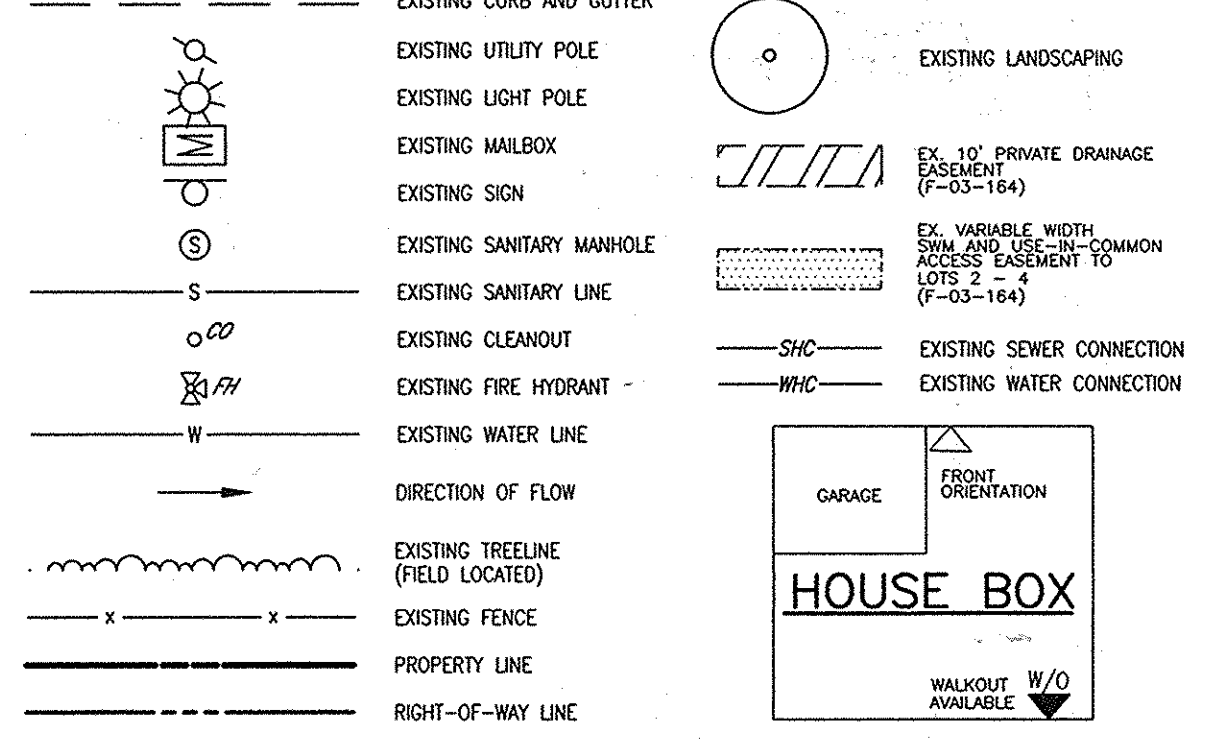 EXISTING CURB AND GUTTER
EXISTING UTILITY POLE
EXISTING LIGHT POLE
EXISTING MAILBOX
EXISTING SIGN
S
EXISTING SANITARY MANHOLE
S
EXISTING SANITARY LINE
CO
EXISTING CLEANOUT
FH
EXISTING FIRE HYDRANT
W
EXISTING WATER LINE
DIRECTION OF FLOW
EXISTING TREELINE
(FIELD LOCATED)
x x
EXISTING FENCE
PROPERTY LINE
RIGHT-OF-WAY LINE
EXISTING LANDSCAPING
EX. 10' PRIVATE DRAINAGE
EASEMENT
(F-03-164)
EX. VARIABLE WIDTH
SWM AND USE-IN-COMMON
ACCESS EASEMENT TO
LOTS 2 - 4
(F-03-164)
SHC
EXISTING SEWER CONNECTION
WHC
EXISTING WATER CONNECTION
GARAGE
FRONT
ORIENTATION
HOUSE BOX
WALKOUT
AVAILABLE
W/O